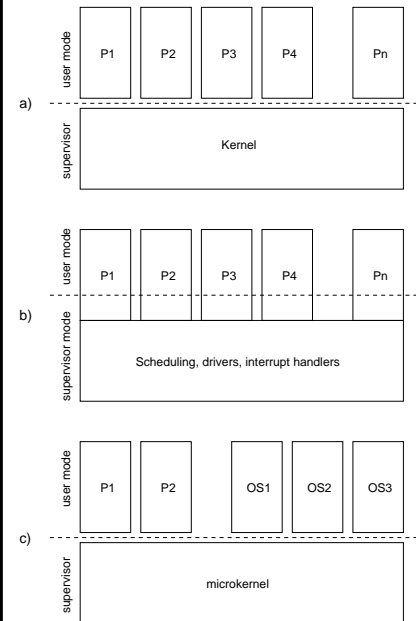 user mode
P1 P2 P3 P4 Pn
a)
supervisor
Kernel
user mode
P1 P2 P3 P4 Pn
b)
supervisor mode
Scheduling, drivers, interrupt handlers
user mode
P1 P2 OS1 OS2 OS3
c)
supervisor
microkernel